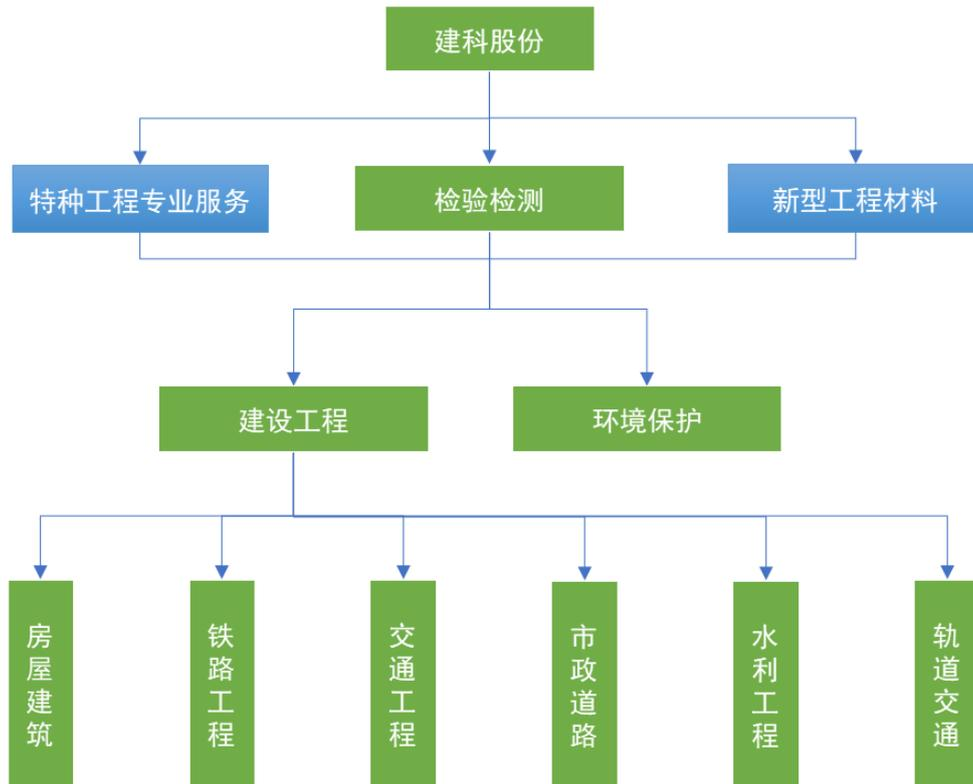 建科股份
特种工程专业服务
检验检测
新型工程材料
建设工程
环境保护
房屋建筑
铁路工程
交通工程
市政道路
水利工程
轨道交通